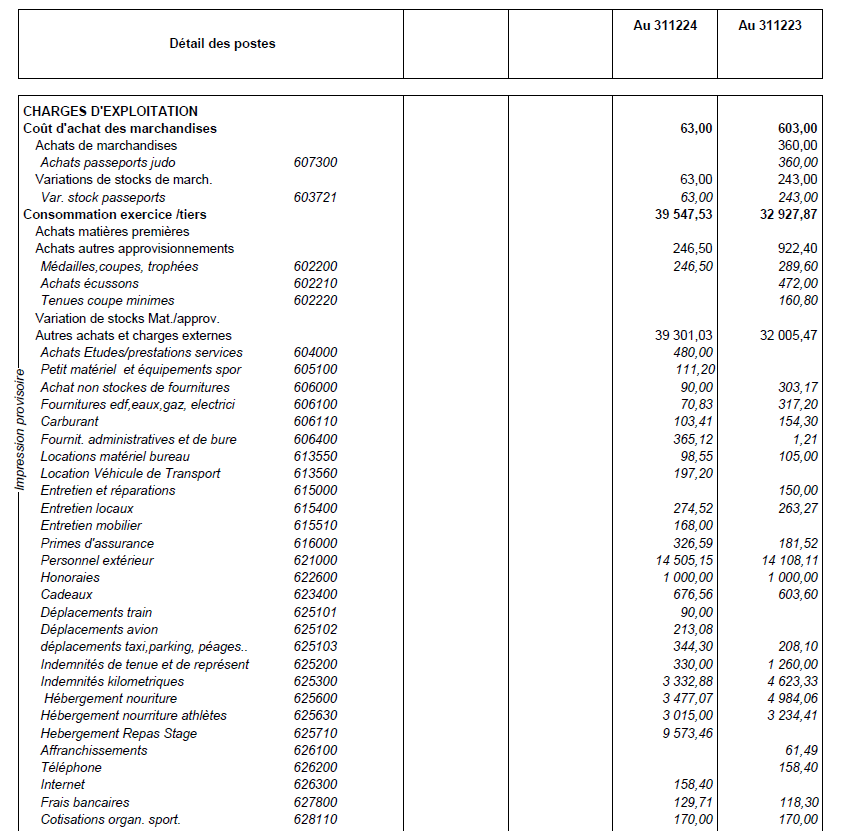 Détail des postes Au 311224 Au 311223
CHARGES D'EXPLOITATION
Coût d'achat des marchandises 63,00 603,00
Achats de marchandises 360,00
Achats passeports judo 607300 360,00
Variations de stocks de march. 63,00 243,00
Var. stock passeports 603721 63,00 243,00
Consommation exercice /tiers 39 547,53 32 927,87
Achats matières premières
Achats autres approvisionnements 246,50 922,40
Médailles,coupes, trophées 602200 246,50 289,60
Achats écussons 602210 472,00
Tenues coupe minimes 602220 160,80
Variation de stocks Mat./approv.
Autres achats et charges externes 39 301,03 32 005,47
Achats Etudes/prestations services 604000 480,00
Petit matériel et équipements spor 605100 111,20
Achat non stockes de fournitures 606000 90,00 303,17
Fournitures edf,eaux,gaz, electrici 606100 70,83 317,20
Carburant 606110 103,41 154,30
Fournit. administratives et de bure 606400 365,12 1,21
Locations matériel bureau 613550 98,55 105,00
Location Véhicule de Transport 613560 197,20
Entretien et réparations 615000 150,00
Entretien locaux 615400 274,52 263,27
Entretien mobilier 615510 168,00
Primes d'assurance 616000 326,59 181,52
Personnel extérieur 621000 14 505,15 14 108,11
Honoraies 622600 1 000,00 1 000,00
Cadeaux 623400 676,56 603,60
Déplacements train 625101 90,00
Déplacements avion 625102 213,08
déplacements taxi,parking, péages.. 625103 344,30 208,10
Indemnités de tenue et de représent 625200 330,00 1 260,00
Indemnités kilometriques 625300 3 332,88 4 623,33
Hébergement nouriture 625600 3 477,07 4 984,06
Hébergement nourriture athlètes 625630 3 015,00 3 234,41
Hebergement Repas Stage 625710 9 573,46
Affranchissements 626100 61,49
Téléphone 626200 158,40
Internet 626300 158,40
Frais bancaires 627800 129,71 118,30
Cotisations organ. sport. 628110 170,00 170,00
Impression provisoire